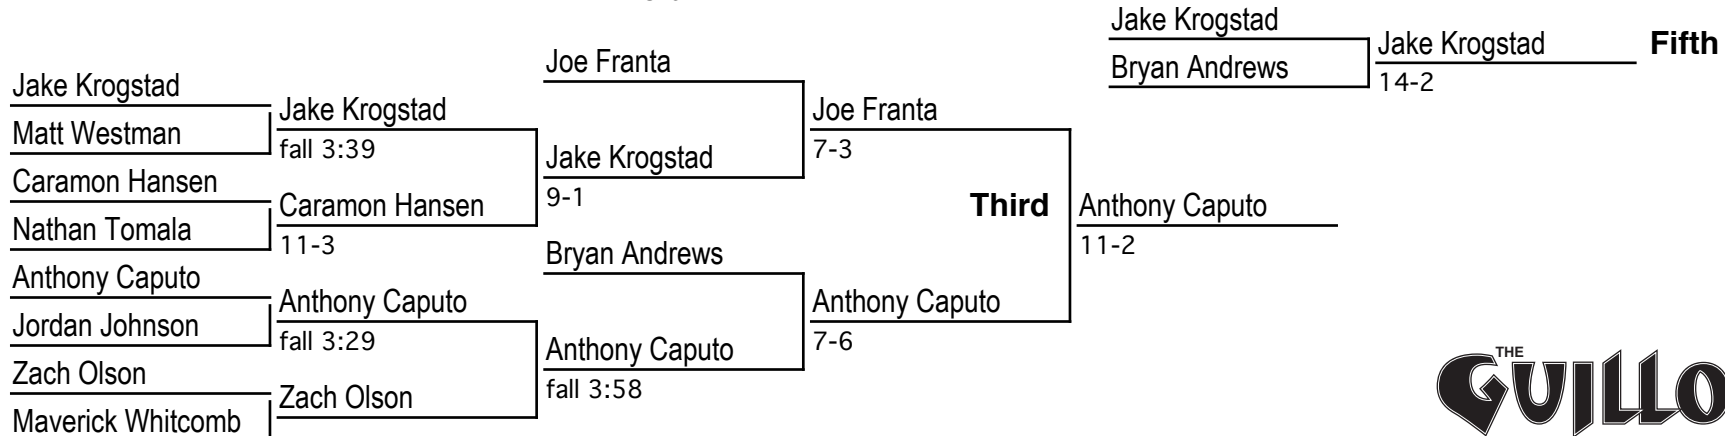 Jake Krogstad
Matt Westman
Caramon Hansen
Nathan Tomala
Anthony Caputo
Jordan Johnson
Zach Olson
Maverick Whitcomb
Jake Krogstad
fall 3:39
Caramon Hansen
11-3
Anthony Caputo
fall 3:29
Zach Olson
Joe Franta
Jake Krogstad
9-1
Bryan Andrews
Anthony Caputo
fall 3:58
Joe Franta
7-3
Anthony Caputo
7-6
Third
Anthony Caputo
11-2
Jake Krogstad
Bryan Andrews
Jake Krogstad
14-2
Fifth
THE
GUILLO